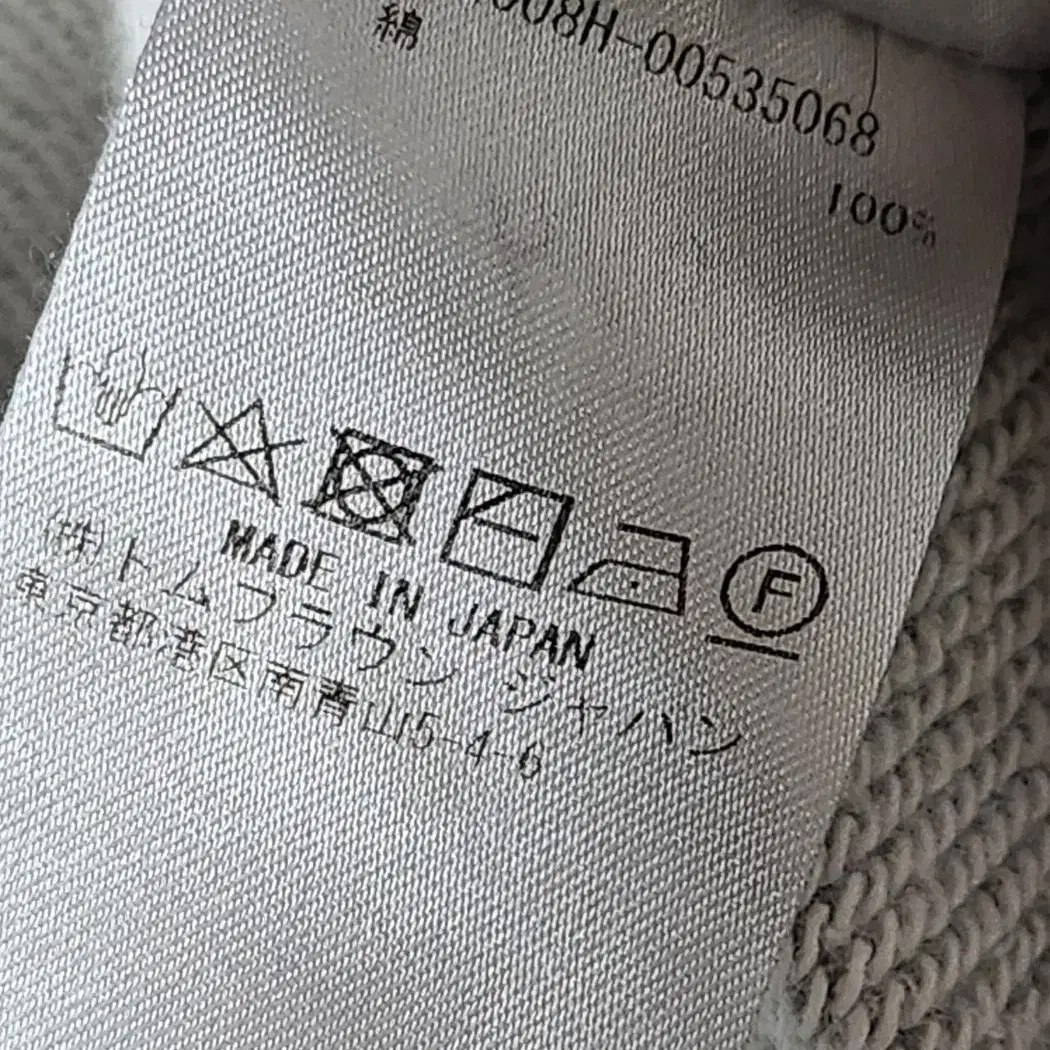 008H-00535068
綿 100%
F
MADE IN JAPAN
(株)トムブラウン ジャパン
東京都港区南青山5-4-6